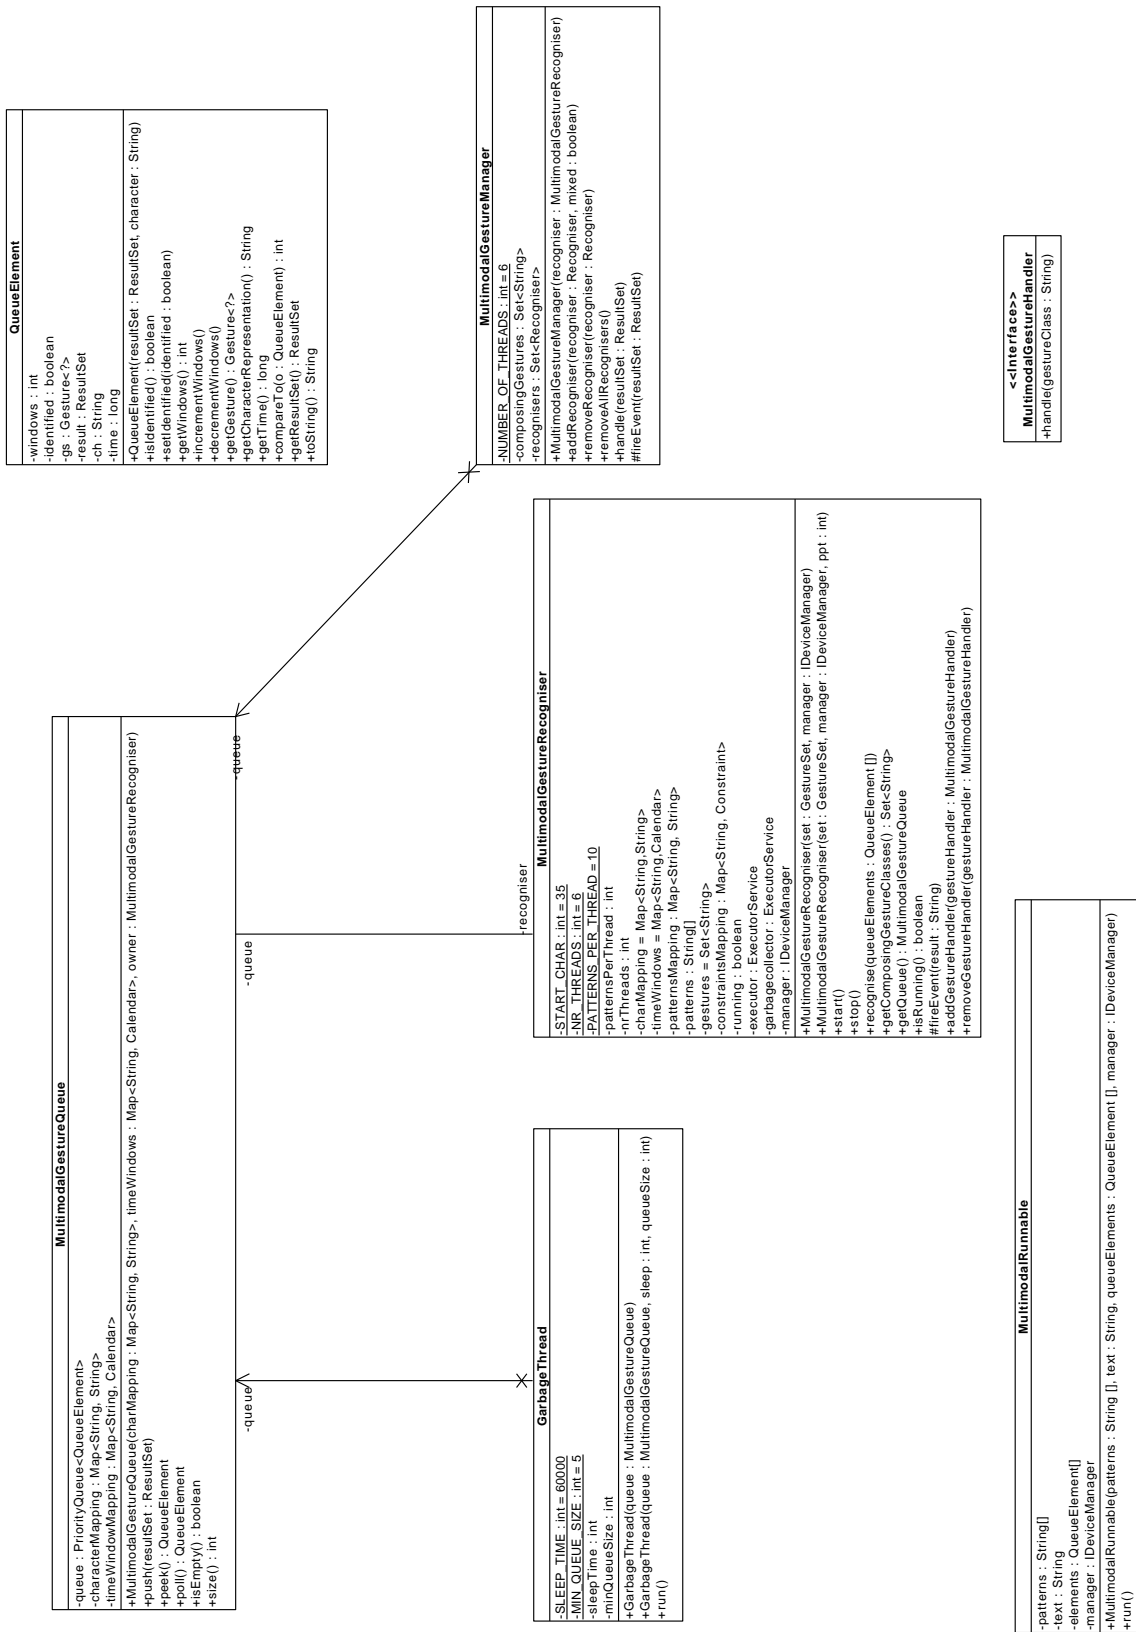 MultimodalGestureQueue
-queue : PriorityQueue<QueueElement>
-characterMapping : Map<String, String>
-timeWindowMapping : Map<String, Calendar>
+MultimodalGestureQueue(charMapping : Map<String, String>, timeWindows : Map<String, Calendar>, owner : MultimodalGestureRecogniser)
+push(resultSet : ResultSet)
+peek() : QueueElement
+poll() : QueueElement
+isEmpty() : boolean
+size() : int
QueueElement
-windows : int
-identified : boolean
-gs : Gesture<?>
-result : ResultSet
-ch : String
-time : long
+QueueElement(resultSet : ResultSet, character : String)
+isIdentified() : boolean
+setIdentified(identified : boolean)
+getWindows() : int
+incrementWindows()
+decrementWindows()
+getGesture() : Gesture<?>
+getCharacterRepresentation() : String
+getTime() : long
+compareTo(o : QueueElement) : int
+getResultSet() : ResultSet
+toString() : String
-queue
-queue
-queue
-recogniser
MultimodalGestureManager
-NUMBER_OF_THREADS : int = 6
-composingGestures : Set<String>
-recognisers : Set<Recogniser>
+MultimodalGestureManager(recogniser : MultimodalGestureRecogniser)
+addRecogniser(recogniser : Recogniser, mixed : boolean)
+removeRecogniser(recogniser : Recogniser)
+removeAllRecognisers()
+handle(resultSet : ResultSet)
#fireEvent(resultSet : ResultSet)
GarbageThread
-SLEEP_TIME : int = 60000
-MIN_QUEUE_SIZE : int = 5
-sleepTime : int
-minQueueSize : int
+GarbageThread(queue : MultimodalGestureQueue)
+GarbageThread(queue : MultimodalGestureQueue, sleep : int, queueSize : int)
+run()
MultimodalGestureRecogniser
-START_CHAR : int = 35
-NR_THREADS : int = 6
-PATTERNS_PER_THREAD = 10
-patternsPerThread : int
-nrThreads : int
-charMapping = Map<String,String>
-timeWindows = Map<String,Calendar>
-patternsMapping : Map<String, String>
-patterns : String[]
-gestures = Set<String>
-constraintsMapping : Map<String, Constraint>
-running : boolean
-executor : ExecutorService
-garbagecollector : ExecutorService
-manager : IDeviceManager
+MultimodalGestureRecogniser(set : GestureSet, manager : IDeviceManager)
+MultimodalGestureRecogniser(set : GestureSet, manager : IDeviceManager, ppt : int)
+start()
+stop()
+recognise(queueElements : QueueElement [])
+getComposingGestureClasses() : Set<String>
+getQueue() : MultimodalGestureQueue
+isRunning() : boolean
#fireEvent(result : String)
+addGestureHandler(gestureHandler : MultimodalGestureHandler)
+removeGestureHandler(gestureHandler : MultimodalGestureHandler)
<<Interface>>
MultimodalGestureHandler
+handle(gestureClass : String)
MultimodalRunnable
-patterns : String[]
-text : String
-elements : QueueElement[]
-manager : IDeviceManager
+MultimodalRunnable(patterns : String [], text : String, queueElements : QueueElement [], manager : IDeviceManager)
+run()